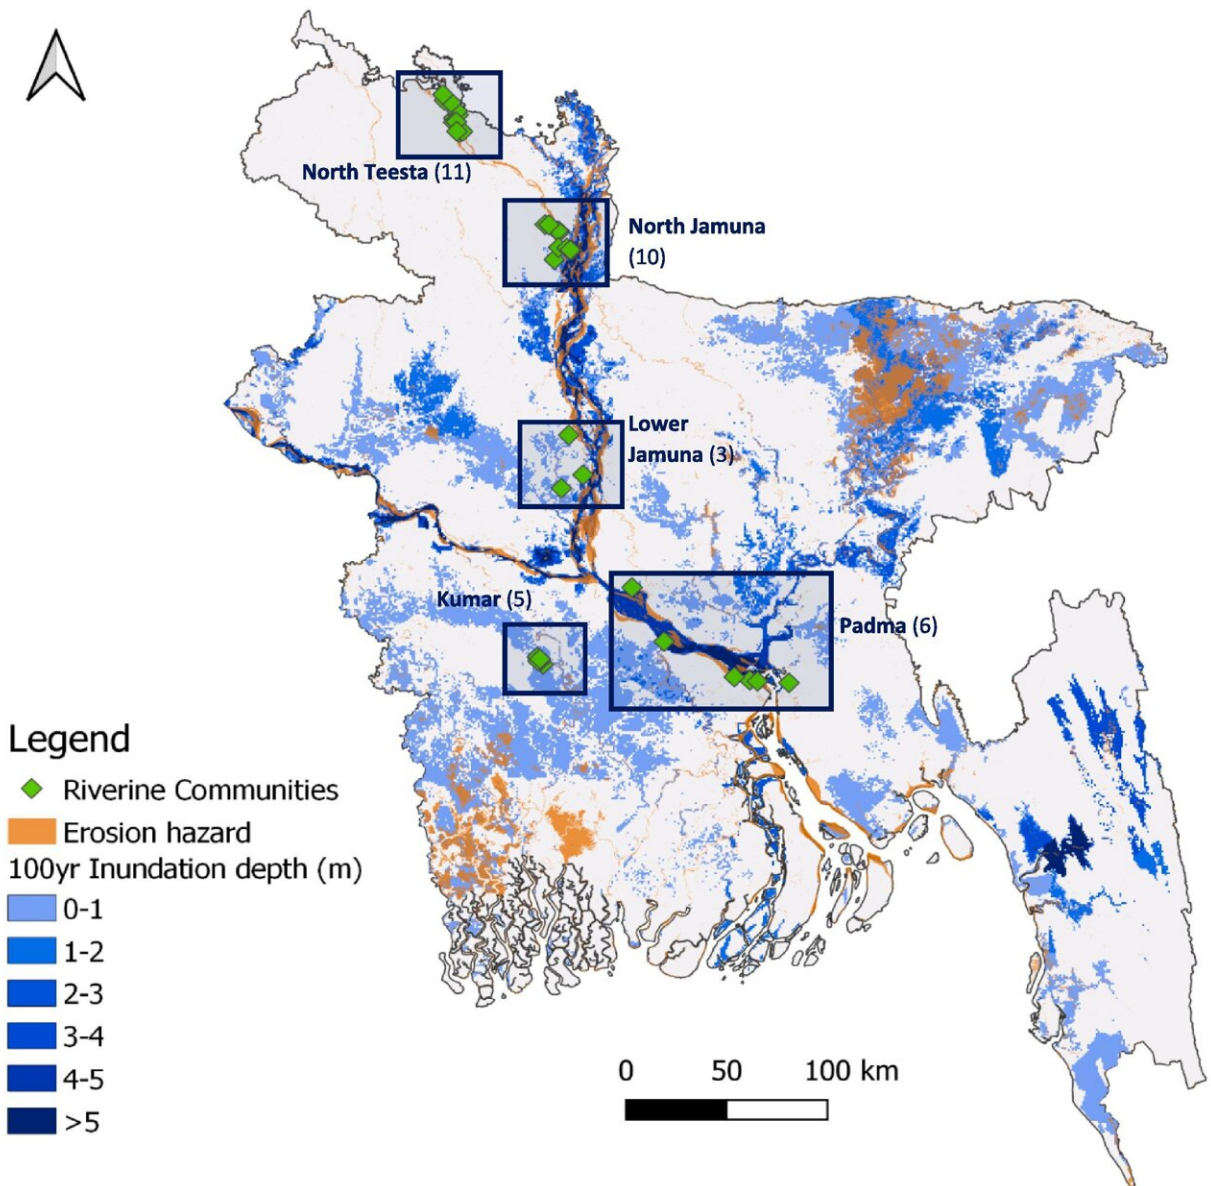 North Teesta (11)
North Jamuna
(10)
Lower
Jamuna (3)
Kumar (5)
Padma (6)
Legend
Riverine Communities
Erosion hazard
100yr Inundation depth (m)
0-1
1-2
2-3
3-4
4-5
>5
0 50 100 km